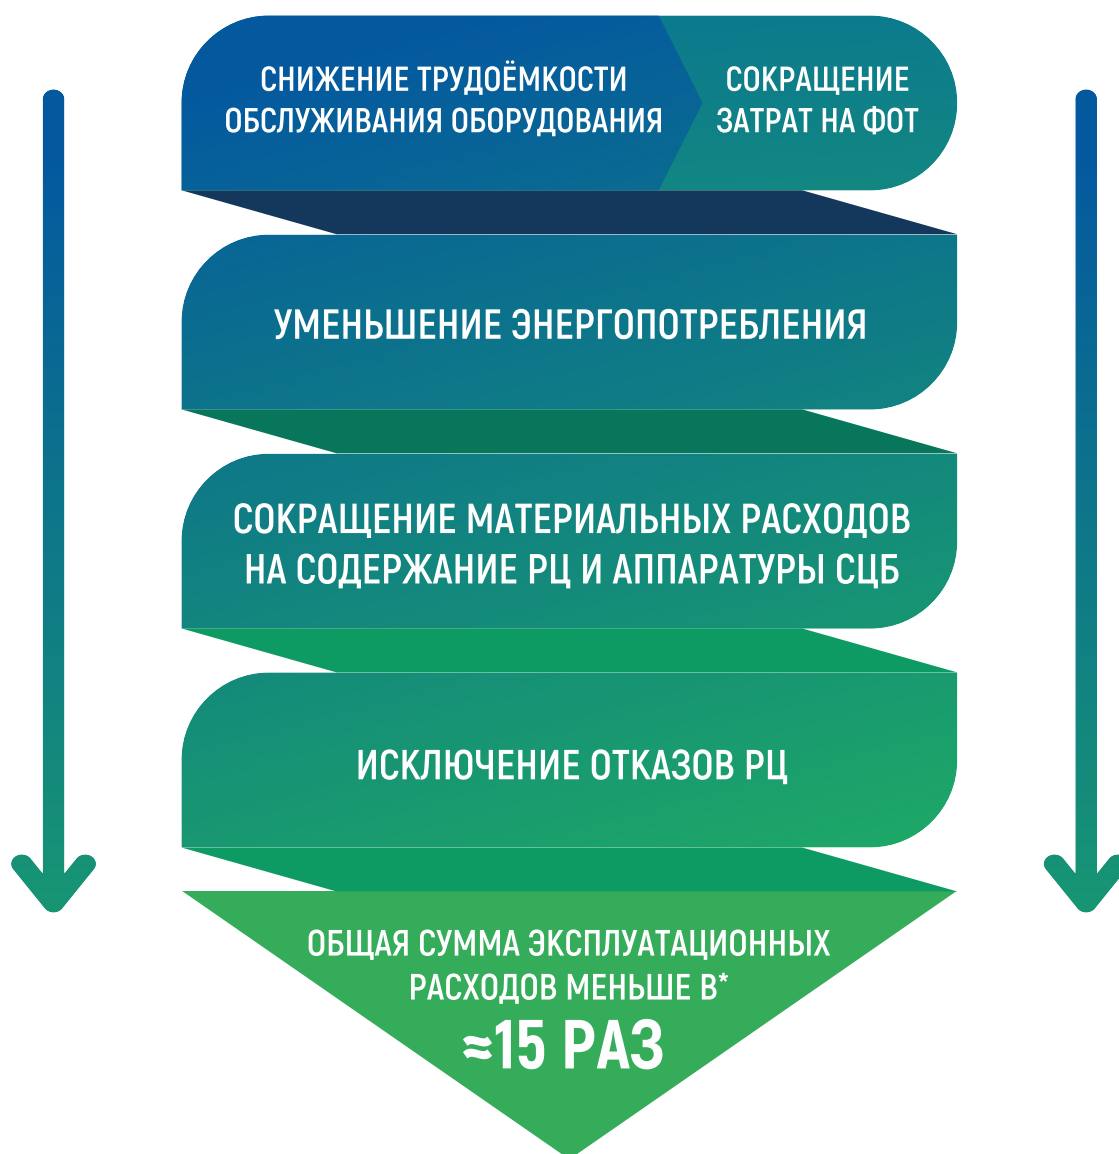 СНИЖЕНИЕ ТРУДОЁМКОСТИ
ОБСЛУЖИВАНИЯ ОБОРУДОВАНИЯ
СОКРАЩЕНИЕ
ЗАТРАТ НА ФОТ
УМЕНЬШЕНИЕ ЭНЕРГОПОТРЕБЛЕНИЯ
СОКРАЩЕНИЕ МАТЕРИАЛЬНЫХ РАСХОДОВ
НА СОДЕРЖАНИЕ РЦ И АППАРАТУРЫ СЦБ
ИСКЛЮЧЕНИЕ ОТКАЗОВ РЦ
ОБЩАЯ СУММА ЭКСПЛУАТАЦИОННЫХ
РАСХОДОВ МЕНЬШЕ В*
≈15 РАЗ